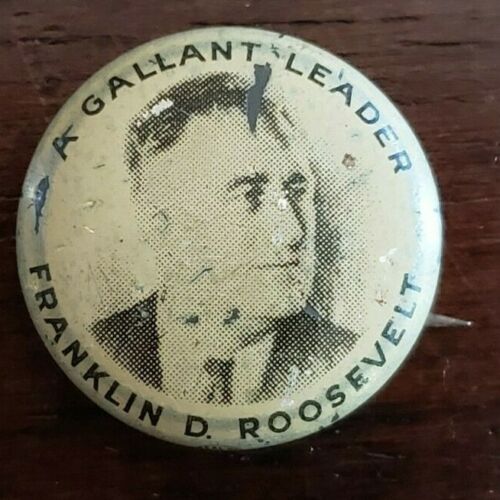 A GALLANT LEADER
FRANKLIN D. ROOSEVELT